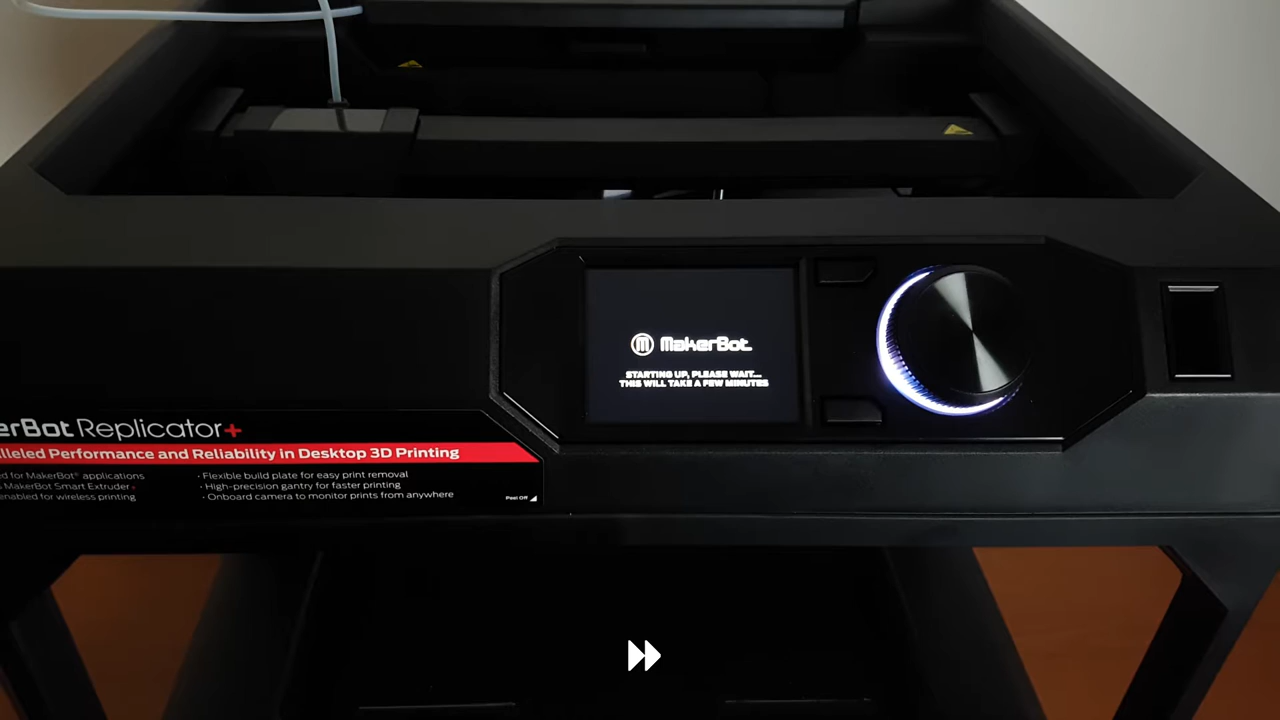 MakerBot
STARTING UP, PLEASE WAIT...
THIS WILL TAKE A FEW MINUTES
erBot Replicator+
lleled Performance and Reliability in Desktop 3D Printing
ed for MakerBot® applications
MakerBot Smart Extruder+
enabled for wireless printing
· Flexible build plate for easy print removal
· High-precision gantry for faster printing
· Onboard camera to monitor prints from anywhere
Peel Off